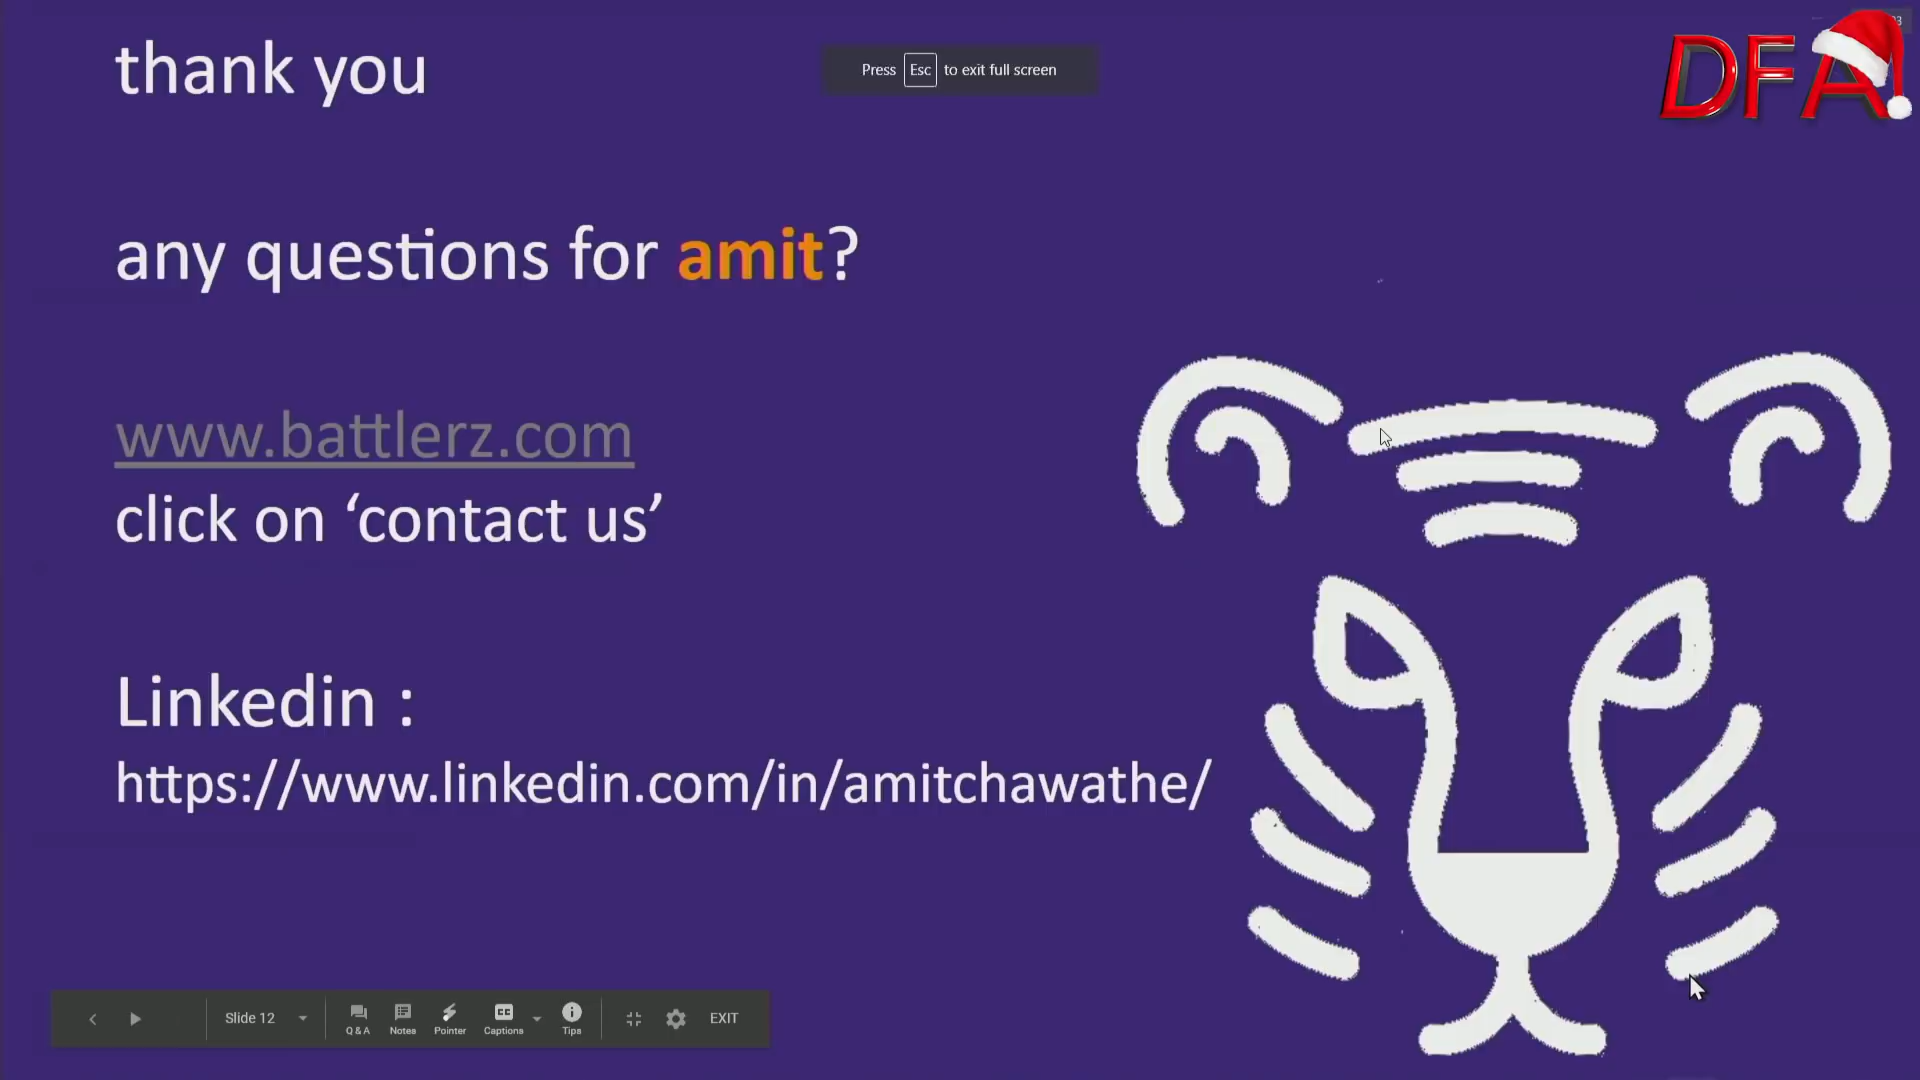 thank you
Press Esc to exit full screen
DFA
any questions for amit?
www.battlerz.com
click on ‘contact us’
Linkedin :
https://www.linkedin.com/in/amitchawathe/
Slide 12
Q & A
Notes
Pointer
CC
Captions
Tips
EXIT